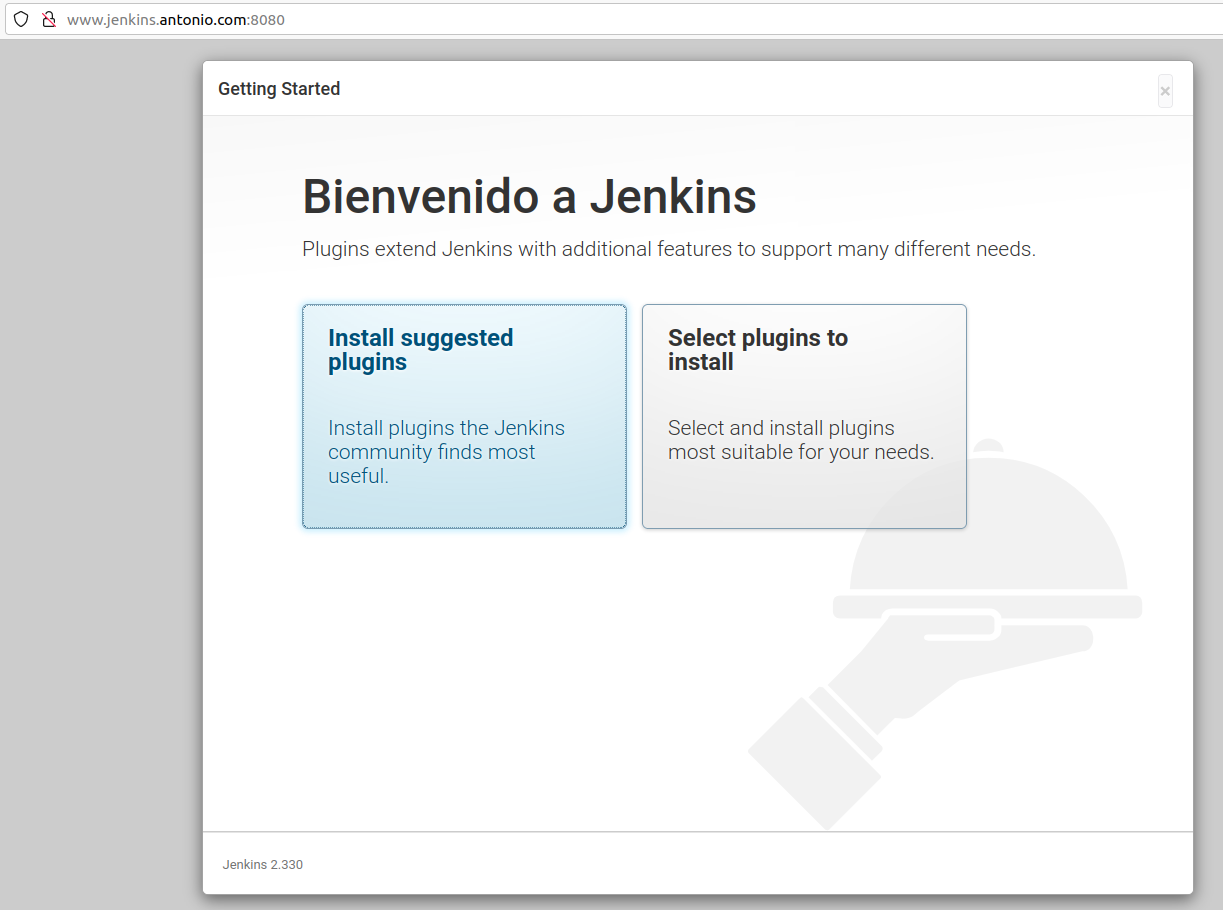 www.jenkins.antonio.com:8080
Getting Started
×
Bienvenido a Jenkins
Plugins extend Jenkins with additional features to support many different needs.
Install suggested
plugins
Install plugins the Jenkins
community finds most
useful.
Select plugins to
install
Select and install plugins
most suitable for your needs.
Jenkins 2.330